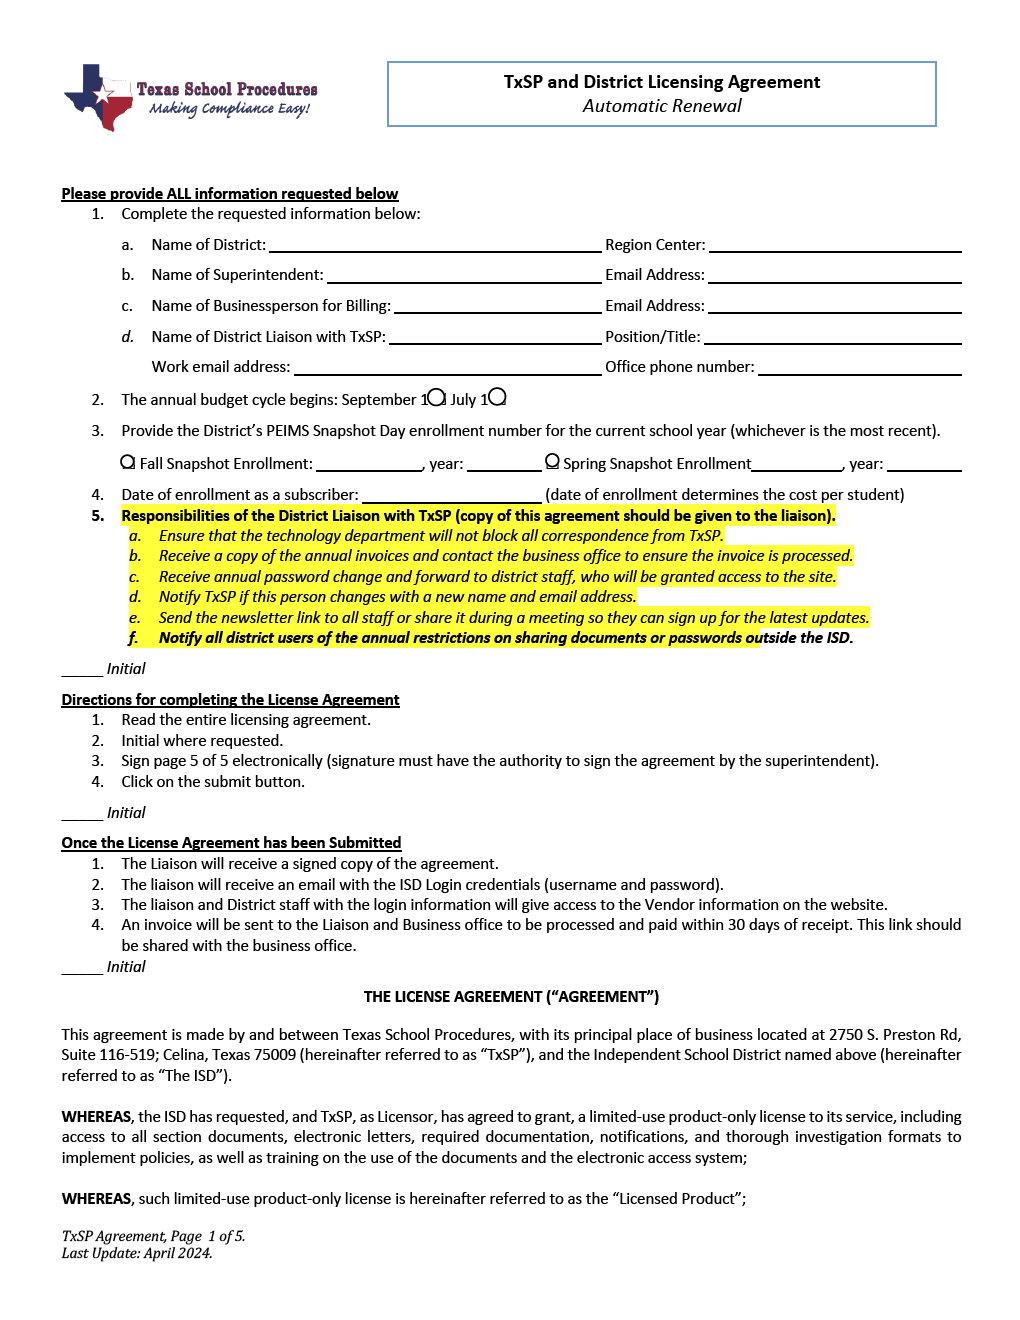 Texas School Procedures
Making Compliance Easy!
TxSP and District Licensing Agreement
Automatic Renewal
Please provide ALL information requested below
1. Complete the requested information below:
a. Name of District: Region Center:
b. Name of Superintendent: Email Address:
c. Name of Businessperson for Billing: Email Address:
d. Name of District Liaison with TxSP: Position/Title:
Work email address: Office phone number:
2. The annual budget cycle begins: September 1 July 1
3. Provide the District’s PEIMS Snapshot Day enrollment number for the current school year (whichever is the most recent).
Fall Snapshot Enrollment: , year: Spring Snapshot Enrollment , year:
4. Date of enrollment as a subscriber: (date of enrollment determines the cost per student)
5. Responsibilities of the District Liaison with TxSP (copy of this agreement should be given to the liaison).
a. Ensure that the technology department will not block all correspondence from TxSP.
b. Receive a copy of the annual invoices and contact the business office to ensure the invoice is processed.
c. Receive annual password change and forward to district staff, who will be granted access to the site.
d. Notify TxSP if this person changes with a new name and email address.
e. Send the newsletter link to all staff or share it during a meeting so they can sign up for the latest updates.
f. Notify all district users of the annual restrictions on sharing documents or passwords outside the ISD.
_____ Initial
Directions for completing the License Agreement
1. Read the entire licensing agreement.
2. Initial where requested.
3. Sign page 5 of 5 electronically (signature must have the authority to sign the agreement by the superintendent).
4. Click on the submit button.
_____ Initial
Once the License Agreement has been Submitted
1. The Liaison will receive a signed copy of the agreement.
2. The liaison will receive an email with the ISD Login credentials (username and password).
3. The liaison and District staff with the login information will give access to the Vendor information on the website.
4. An invoice will be sent to the Liaison and Business office to be processed and paid within 30 days of receipt. This link should
be shared with the business office.
_____ Initial
THE LICENSE AGREEMENT (“AGREEMENT”)
This agreement is made by and between Texas School Procedures, with its principal place of business located at 2750 S. Preston Rd,
Suite 116-519; Celina, Texas 75009 (hereinafter referred to as “TxSP”), and the Independent School District named above (hereinafter
referred to as “The ISD”).
WHEREAS, the ISD has requested, and TxSP, as Licensor, has agreed to grant, a limited-use product-only license to its service, including
access to all section documents, electronic letters, required documentation, notifications, and thorough investigation formats to
implement policies, as well as training on the use of the documents and the electronic access system;
WHEREAS, such limited-use product-only license is hereinafter referred to as the “Licensed Product”;
TxSP Agreement, Page 1 of 5.
Last Update: April 2024.